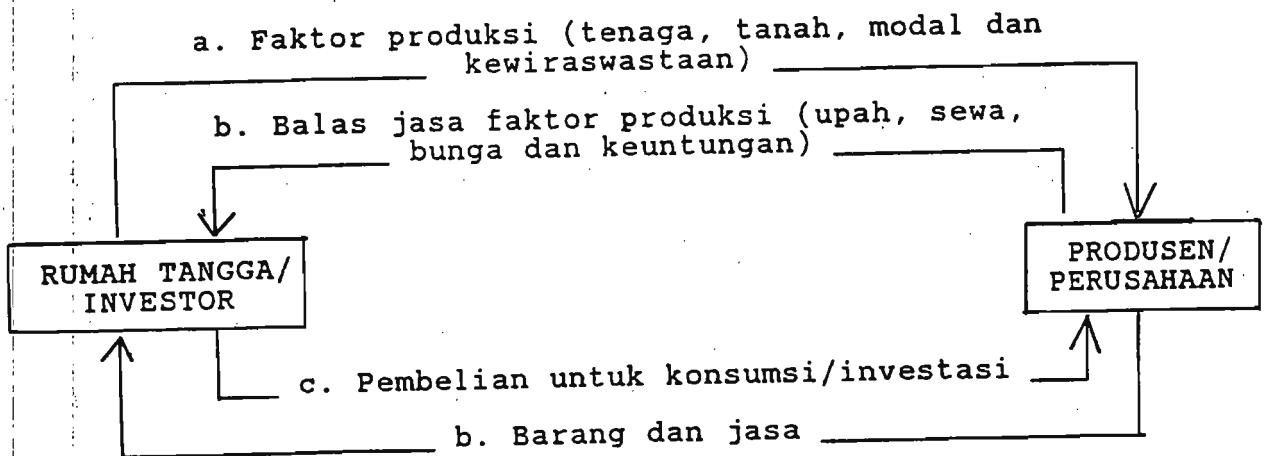 a. Faktor produksi (tenaga, tanah, modal dan
kewiraswastaan)
b. Balas jasa faktor produksi (upah, sewa,
bunga dan keuntungan)
RUMAH TANGGA/
INVESTOR
PRODUSEN/
PERUSAHAAN
c. Pembelian untuk konsumsi/investasi
b. Barang dan jasa